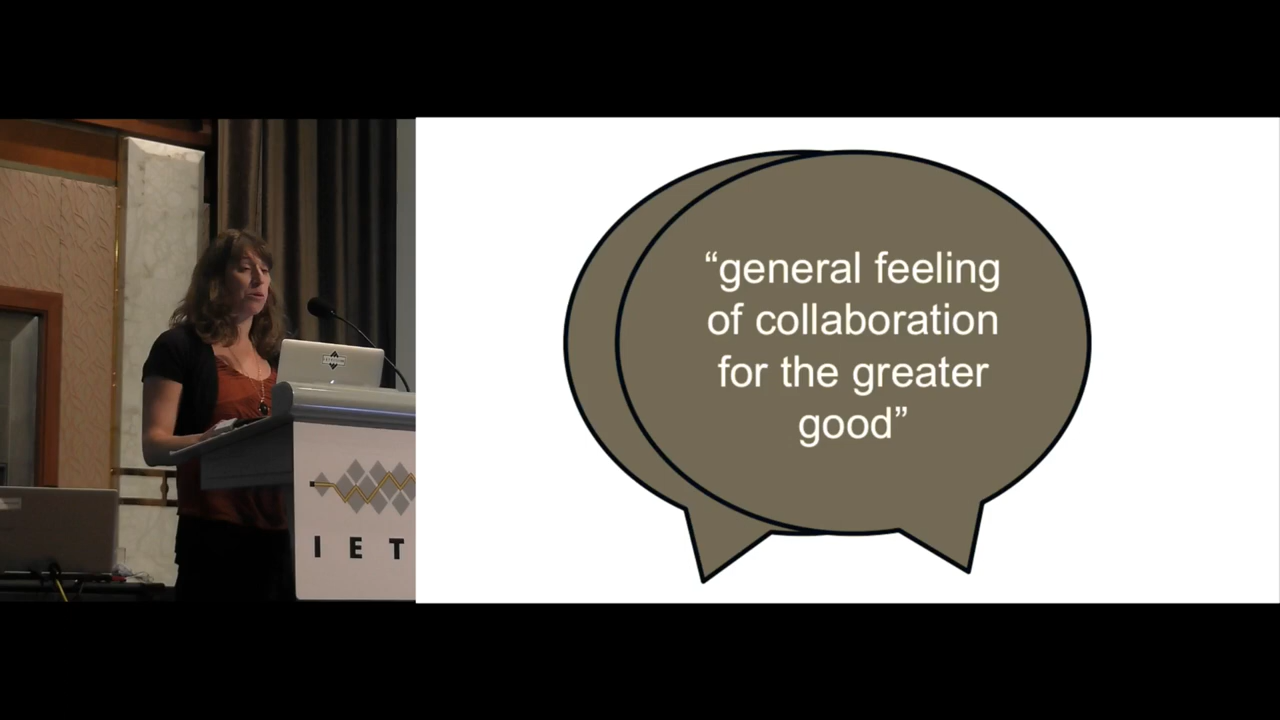 “general feeling
of collaboration
for the greater
good”
I E T